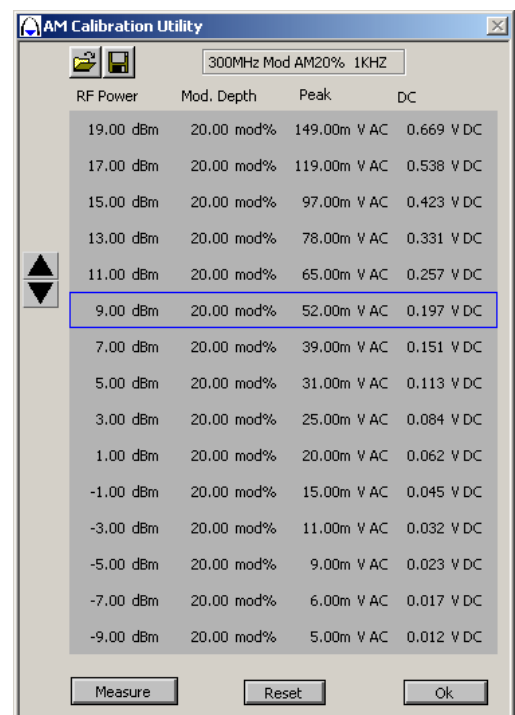 AM Calibration Utility
300MHz Mod AM20% 1KHZ
RF Power Mod. Depth Peak DC
19.00 dBm 20.00 mod% 149.00m V AC 0.669 V DC
17.00 dBm 20.00 mod% 119.00m V AC 0.538 V DC
15.00 dBm 20.00 mod% 97.00m V AC 0.423 V DC
13.00 dBm 20.00 mod% 78.00m V AC 0.331 V DC
11.00 dBm 20.00 mod% 65.00m V AC 0.257 V DC
9.00 dBm 20.00 mod% 52.00m V AC 0.197 V DC
7.00 dBm 20.00 mod% 39.00m V AC 0.151 V DC
5.00 dBm 20.00 mod% 31.00m V AC 0.113 V DC
3.00 dBm 20.00 mod% 25.00m V AC 0.084 V DC
1.00 dBm 20.00 mod% 20.00m V AC 0.062 V DC
-1.00 dBm 20.00 mod% 15.00m V AC 0.045 V DC
-3.00 dBm 20.00 mod% 11.00m V AC 0.032 V DC
-5.00 dBm 20.00 mod% 9.00m V AC 0.023 V DC
-7.00 dBm 20.00 mod% 6.00m V AC 0.017 V DC
-9.00 dBm 20.00 mod% 5.00m V AC 0.012 V DC
Measure Reset Ok